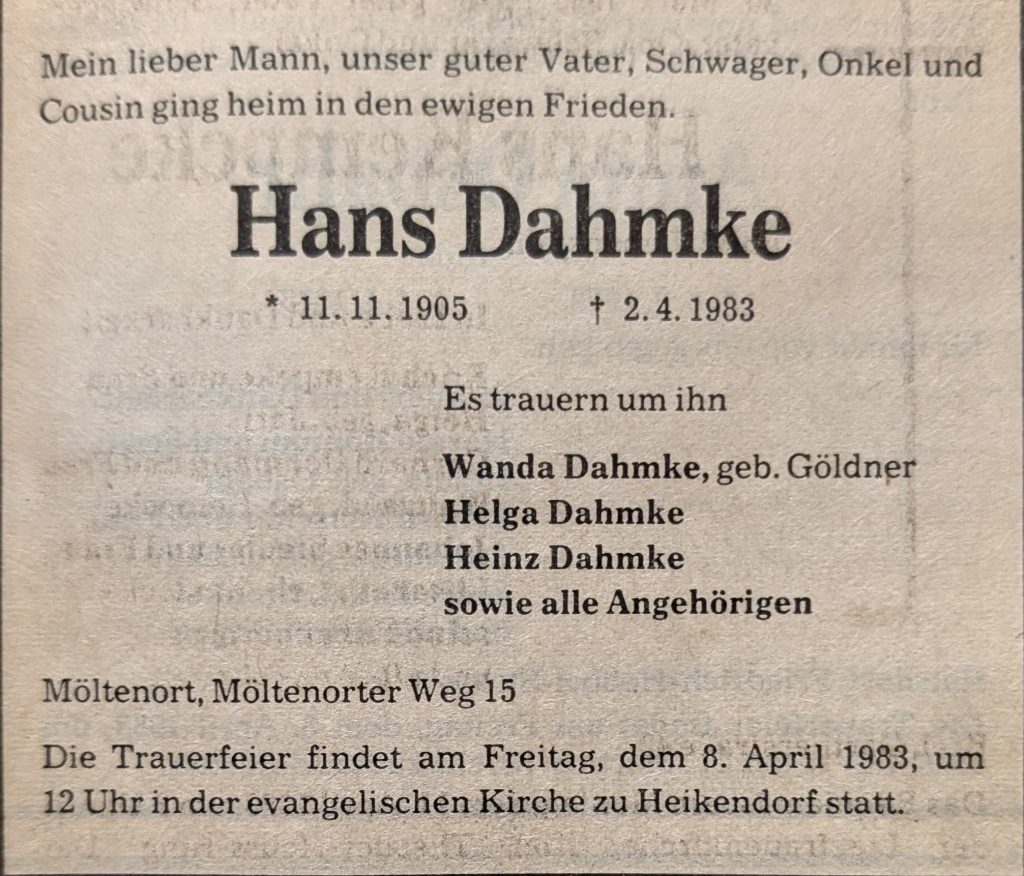 Mein lieber Mann, unser guter Vater, Schwager, Onkel und
Cousin ging heim in den ewigen Frieden.
Hans Dahmke
* 11. 11. 1905 † 2. 4. 1983
Es trauern um ihn
Wanda Dahmke, geb. Göldner
Helga Dahmke
Heinz Dahmke
sowie alle Angehörigen
Möltenort, Möltenorter Weg 15
Die Trauerfeier findet am Freitag, dem 8. April 1983, um
12 Uhr in der evangelischen Kirche zu Heikendorf statt.